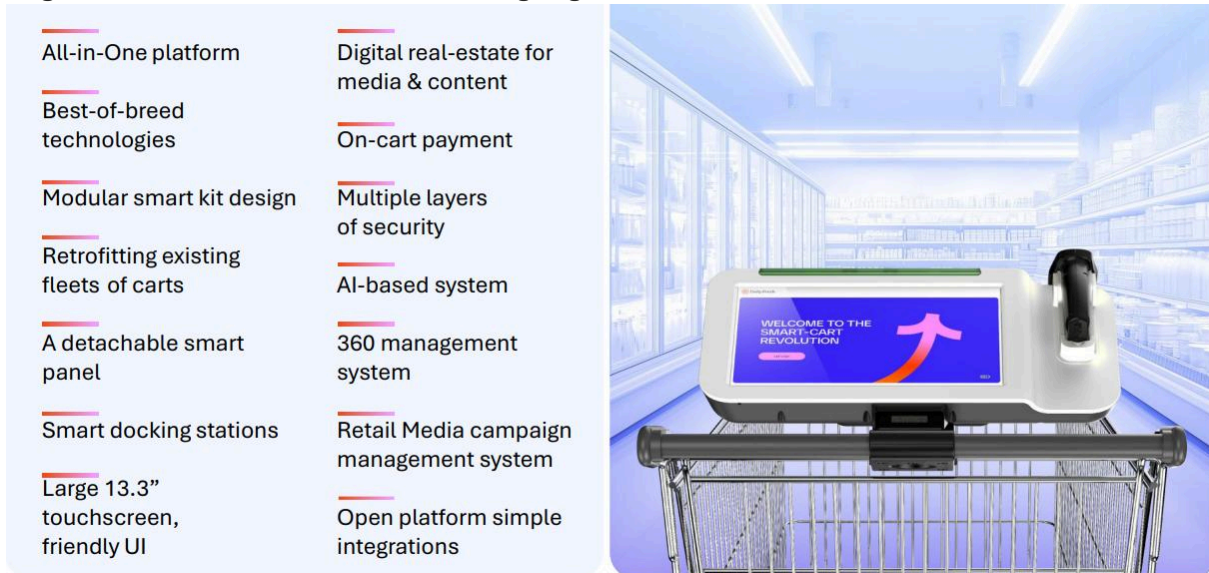 All-in-One platform
Best-of-breed
technologies
Modular smart kit design
Retrofitting existing
fleets of carts
A detachable smart
panel
Smart docking stations
Large 13.3”
touchscreen,
friendly UI
Digital real-estate for
media & content
On-cart payment
Multiple layers
of security
AI-based system
360 management
system
Retail Media campaign
management system
Open platform simple
integrations
WELCOME TO THE
SMART-CART
REVOLUTION